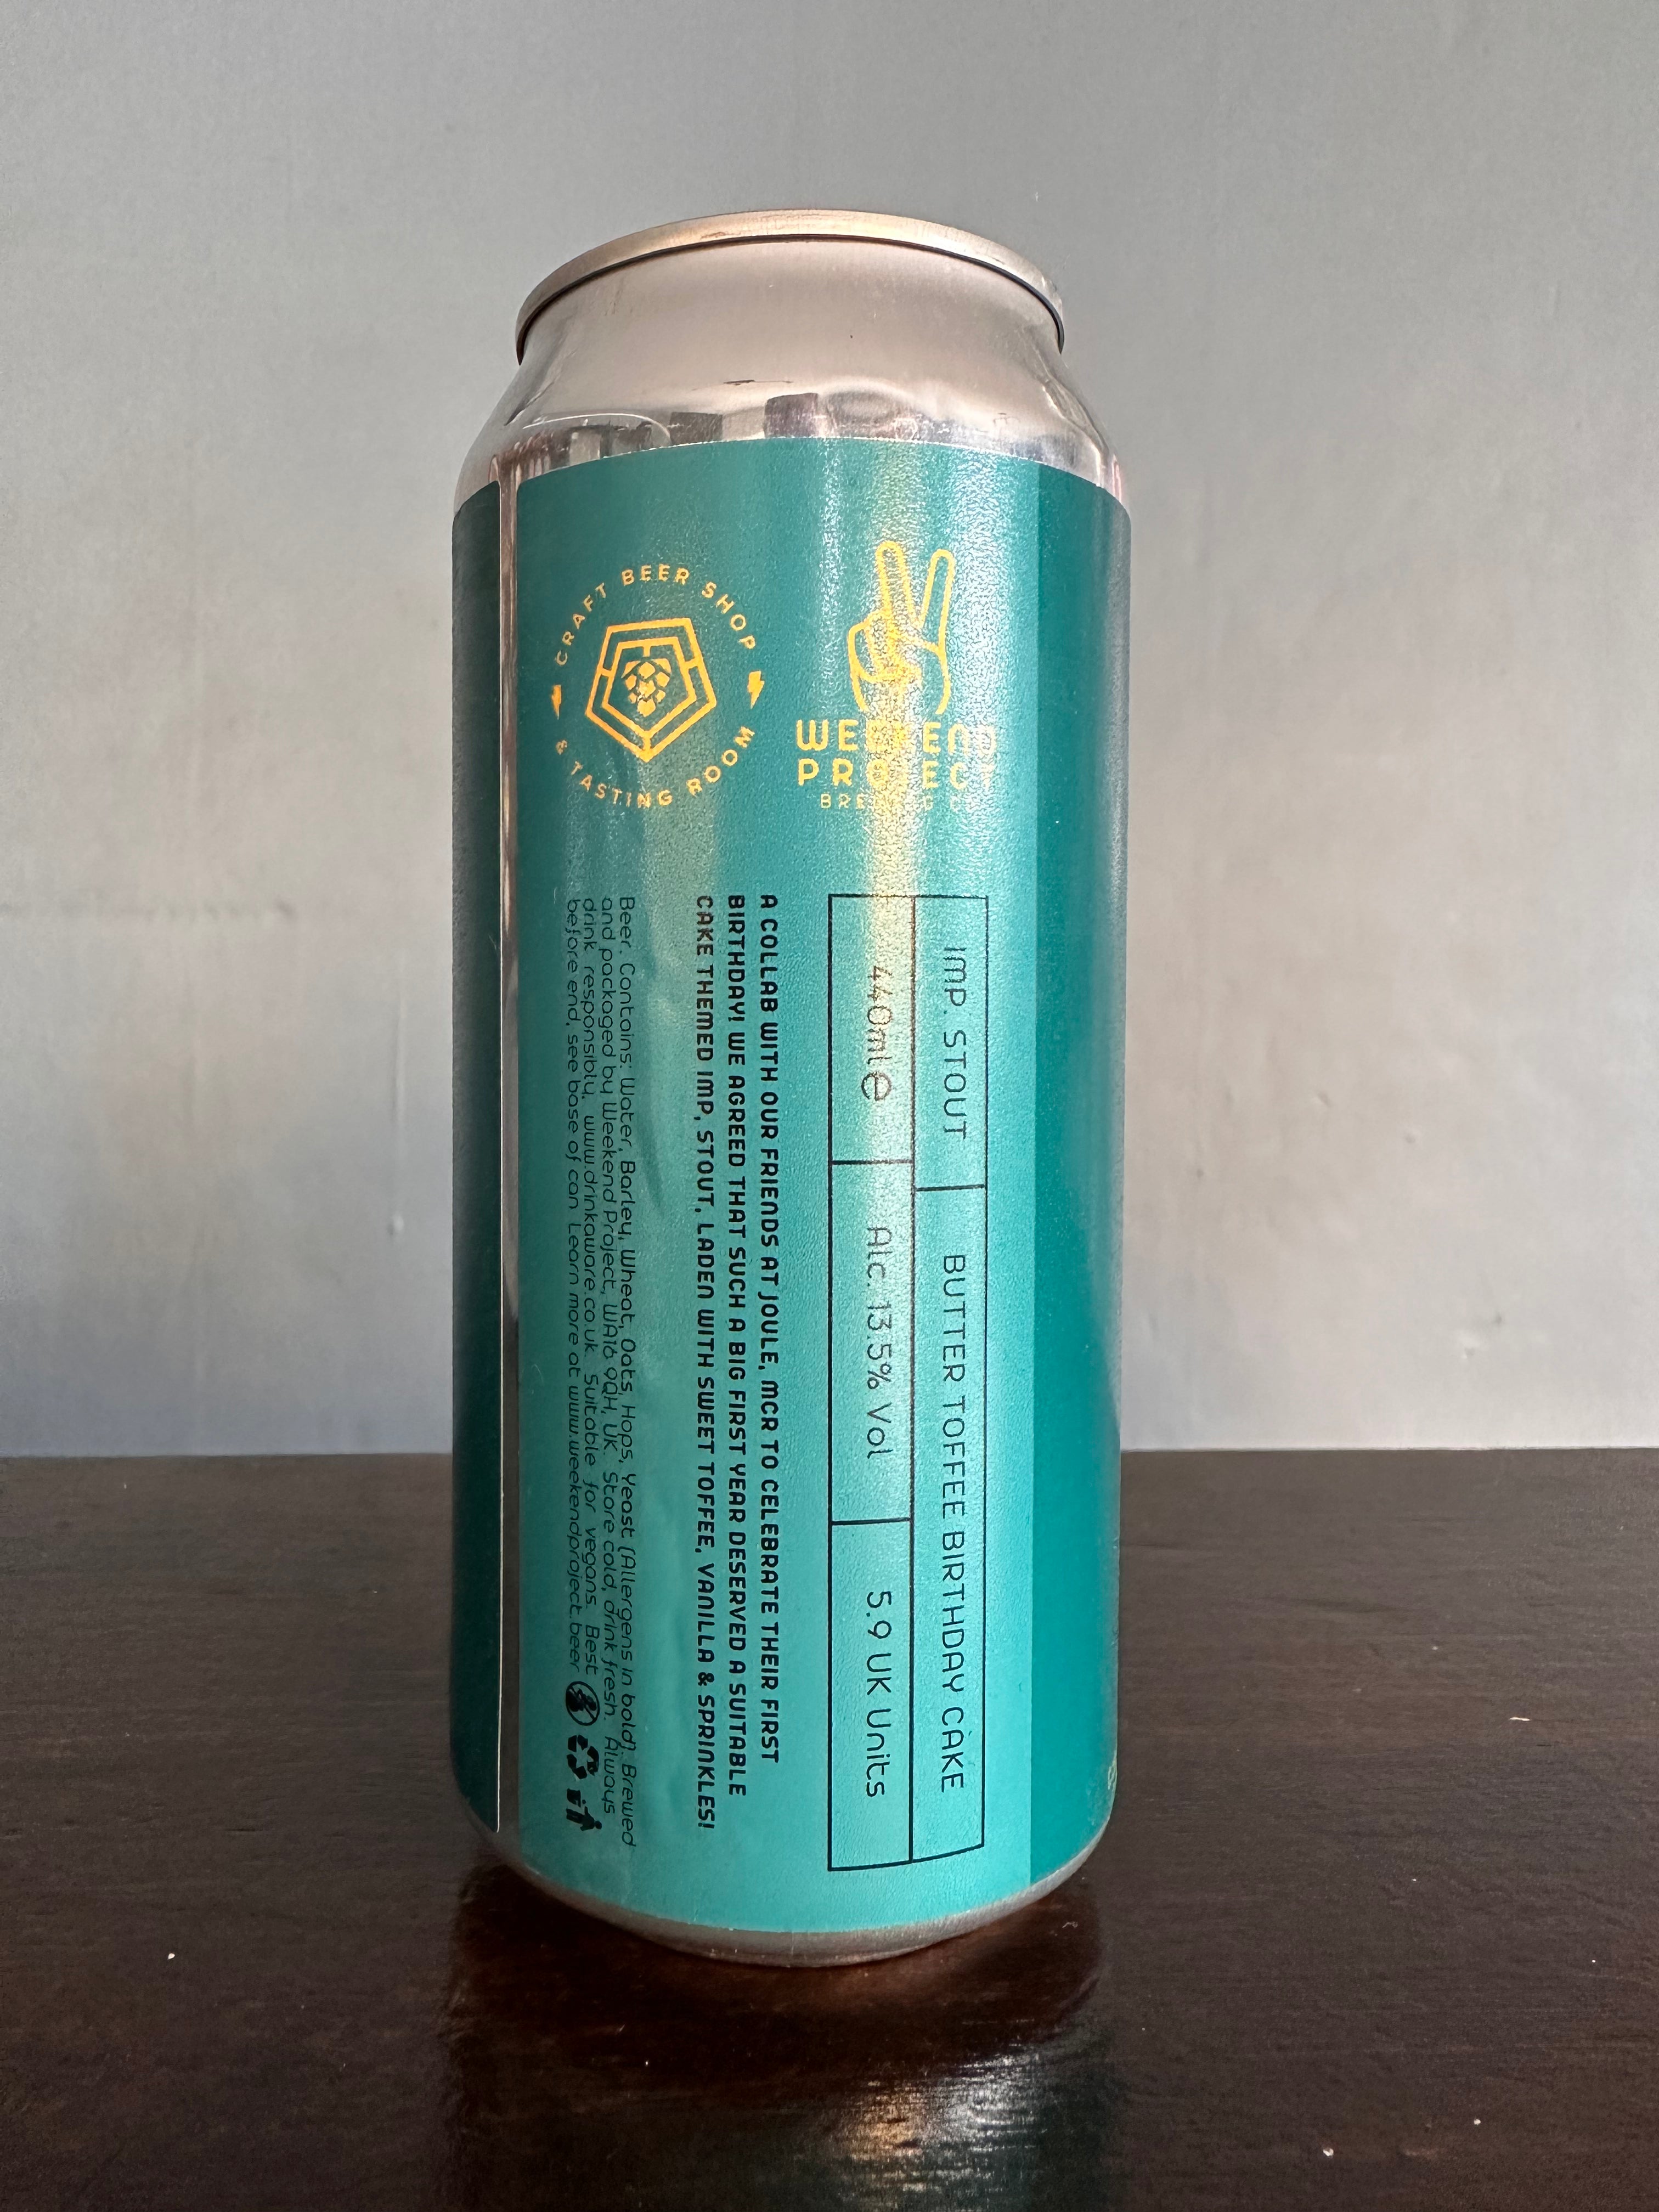 CRAFT BEER SHOP
& TASTING ROOM
WEEKEND
PROJECT
BREWING CO
IMP. STOUT
BUTTER TOFFEE BIRTHDAY CAKE
440ml e
Alc. 13.5% Vol
5.9 UK Units
A COLLAB WITH OUR FRIENDS AT JOULE, MCR TO CELEBRATE THEIR FIRST
BIRTHDAY! WE AGREED THAT SUCH A BIG FIRST YEAR DESERVED A SUITABLE
CAKE THEMED IMP, STOUT, LADEN WITH SWEET TOFFEE, VANILLA & SPRINKLES!
Beer. Contains: Water, Barley, Wheat, Oats, Hops, Yeast (Allergens in bold). Brewed
and packaged by Weekend Project, WA16 9QH, UK. Store cold, drink fresh. Always
drink responsibly, www.drinkaware.co.uk. Suitable for vegans. Best
before end, see base of can. Learn more at www.weekendproject.beer